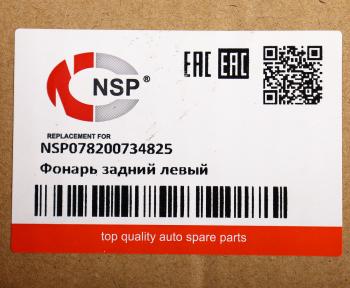 NSP®
EAC EAC
REPLACEMENT FOR
NSP078200734825
Фонарь задний левый
top quality auto spare parts